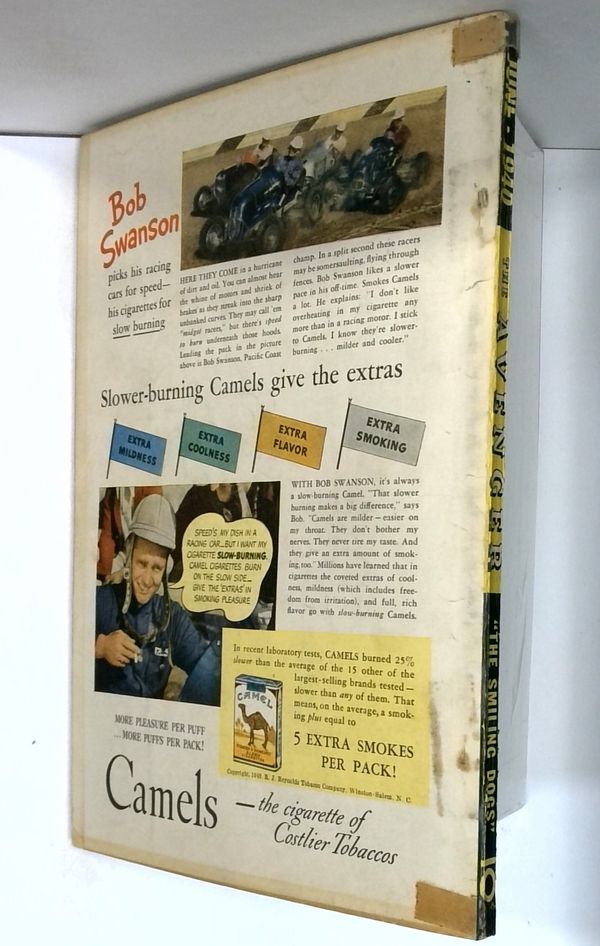 Bob
Swanson
picks his racing
cars for speed—
his cigarettes for
slow burning
HERE THEY COME in a hurricane
of dirt and oil. You can almost hear
the whine of motors and shriek of
brakes as they streak into the sharp
unbanked curves. They may call 'em
"midget racers," but there's speed
to burn underneath those hoods.
Leading the pack in the picture
above is Bob Swanson, Pacific Coast
champ. In a split second these racers
may be somersaulting, flying through
fences. Bob Swanson likes a slower
pace in his off-time. Smokes Camels
a lot. He explains: "I don't like
overheating in my cigarette any
more than in a racing motor. I stick
to Camels. I know they're slower-
burning . . . milder and cooler."
Slower-burning Camels give the extras
EXTRA
MILDNESS
EXTRA
COOLNESS
EXTRA
FLAVOR
EXTRA
SMOKING
SPEED'S MY DISH IN A
RACING CAR—BUT I WANT MY
CIGARETTE SLOW-BURNING.
CAMEL CIGARETTES BURN
ON THE SLOW SIDE—
GIVE THE 'EXTRAS' IN
SMOKING PLEASURE
WITH BOB SWANSON, it's always
a slow-burning Camel. "That slower
burning makes a big difference," says
Bob. "Camels are milder—easier on
my throat. They don't bother my
nerves. They never tire my taste. And
they give an extra amount of smok-
ing, too." Millions have learned that in
cigarettes the coveted extras of cool-
ness, mildness (which includes free-
dom from irritation), and full, rich
flavor go with slow-burning Camels.
In recent laboratory tests, CAMELS burned 25%
slower than the average of the 15 other of the
largest-selling brands tested—
slower than any of them. That
means, on the average, a smok-
ing plus equal to
5 EXTRA SMOKES
PER PACK!
CAMEL
Copyright, 1940, R. J. Reynolds Tobacco Company, Winston-Salem, N. C.
MORE PLEASURE PER PUFF
...MORE PUFFS PER PACK!
Camels
—the cigarette of
Costlier Tobaccos
JUNE - 1940
THE AVENGER
"THE SMILING DOGS"
10¢